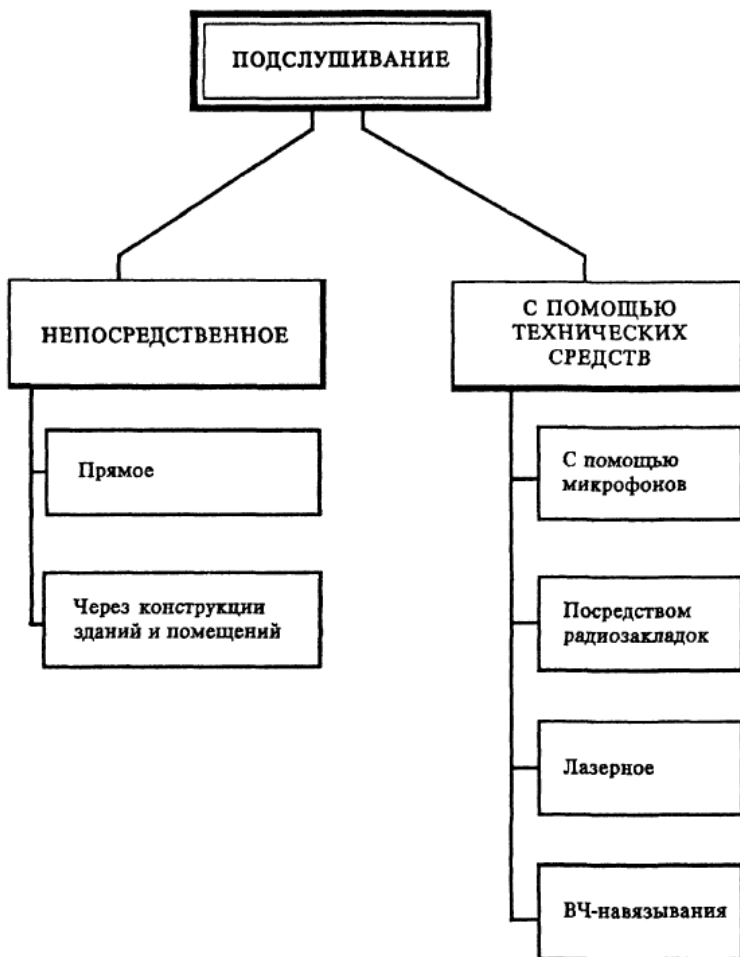 ПОДСЛУШИВАНИЕ
НЕПОСРЕДСТВЕННОЕ
Прямое
Через конструкции
зданий и помещений
С ПОМОЩЬЮ
ТЕХНИЧЕСКИХ
СРЕДСТВ
С помощью
микрофонов
Посредством
радиозакладок
Лазерное
ВЧ-навязывания